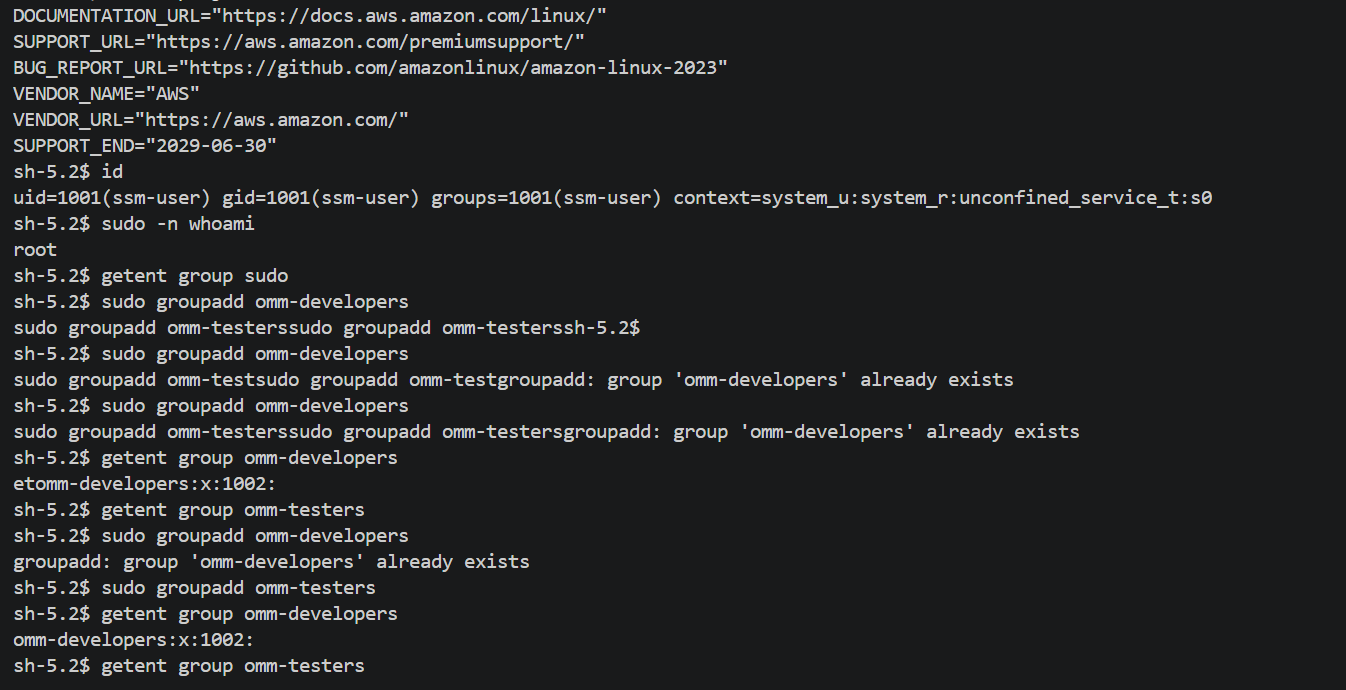 DOCUMENTATION_URL="https://docs.aws.amazon.com/linux/"
SUPPORT_URL="https://aws.amazon.com/premiumsupport/"
BUG_REPORT_URL="https://github.com/amazonlinux/amazon-linux-2023"
VENDOR_NAME="AWS"
VENDOR_URL="https://aws.amazon.com/"
SUPPORT_END="2029-06-30"
sh-5.2$ id
uid=1001(ssm-user) gid=1001(ssm-user) groups=1001(ssm-user) context=system_u:system_r:unconfined_service_t:s0
sh-5.2$ sudo -n whoami
root
sh-5.2$ getent group sudo
sh-5.2$ sudo groupadd omm-developers
sudo groupadd omm-testerssudo groupadd omm-testerssh-5.2$
sh-5.2$ sudo groupadd omm-developers
sudo groupadd omm-testsudo groupadd omm-testgroupadd: group 'omm-developers' already exists
sh-5.2$ sudo groupadd omm-developers
sudo groupadd omm-testerssudo groupadd omm-testersgroupadd: group 'omm-developers' already exists
sh-5.2$ getent group omm-developers
etomm-developers:x:1002:
sh-5.2$ getent group omm-testers
sh-5.2$ sudo groupadd omm-developers
groupadd: group 'omm-developers' already exists
sh-5.2$ sudo groupadd omm-testers
sh-5.2$ getent group omm-developers
omm-developers:x:1002:
sh-5.2$ getent group omm-testers